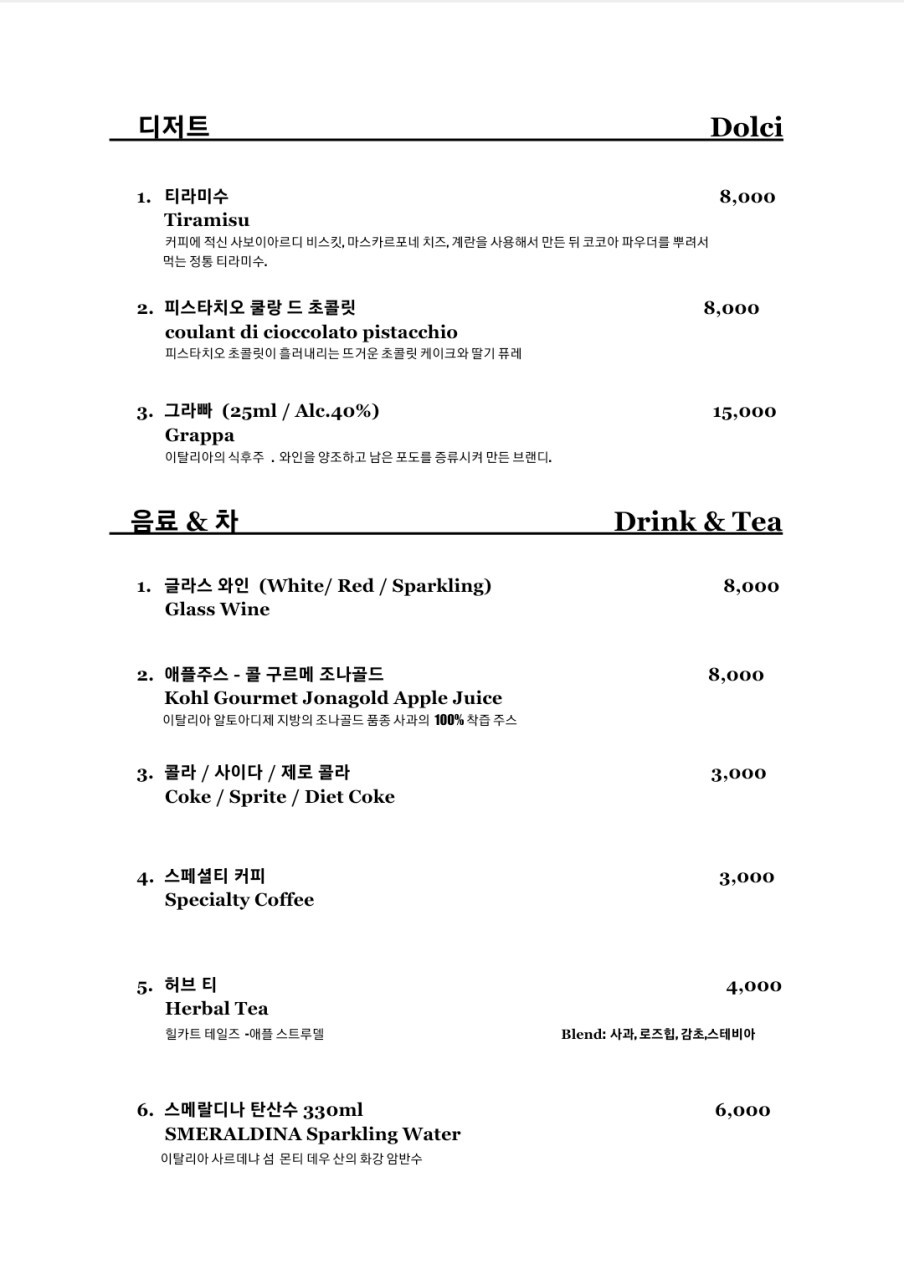 디저트 Dolci
1. 티라미수 8,000
Tiramisu
커피에 적신 사보이아르디 비스킷, 마스카르포네 치즈, 계란을 사용해서 만든 뒤 코코아 파우더를 뿌려서
먹는 정통 티라미수.
2. 피스타치오 쿨랑 드 초콜릿 8,000
coulant di cioccolato pistacchio
피스타치오 초콜릿이 흘러내리는 뜨거운 초콜릿 케이크와 딸기 퓨레
3. 그라빠 (25ml / Alc.40%) 15,000
Grappa
이탈리아의 식후주 . 와인을 양조하고 남은 포도를 증류시켜 만든 브랜디.
음료 & 차 Drink & Tea
1. 글라스 와인 (White/ Red / Sparkling) 8,000
Glass Wine
2. 애플주스 - 콜 구르메 조나골드 8,000
Kohl Gourmet Jonagold Apple Juice
이탈리아 알토아디제 지방의 조나골드 품종 사과의 100% 착즙 주스
3. 콜라 / 사이다 / 제로 콜라 3,000
Coke / Sprite / Diet Coke
4. 스페셜티 커피 3,000
Specialty Coffee
5. 허브 티 4,000
Herbal Tea
힐카트 테일즈 -애플 스트루델 Blend: 사과, 로즈힙, 감초,스테비아
6. 스메랄디나 탄산수 330ml 6,000
SMERALDINA Sparkling Water
이탈리아 사르데냐 섬 몬티 데우 산의 화강 암반수